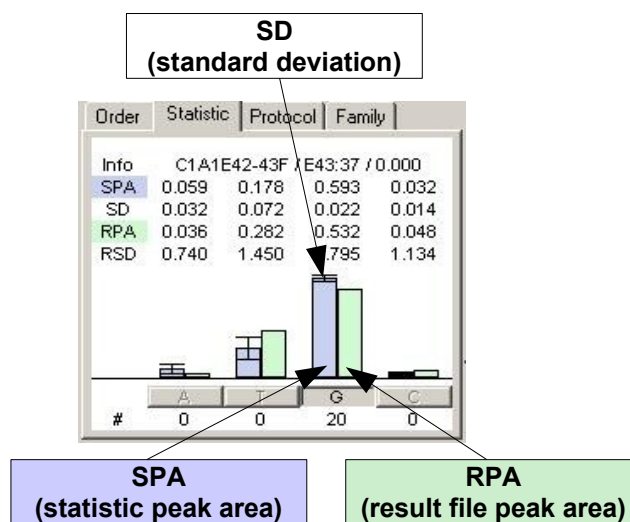 SD
(standard deviation)
Order Statistic Protocol Family
Info C1A1E42-43F / E43:37 / 0.000
SPA 0.059 0.178 0.593 0.032
SD 0.032 0.072 0.022 0.014
RPA 0.036 0.282 0.532 0.048
RSD 0.740 1.450 .795 1.134
A T G C
# 0 0 20 0
SPA
(statistic peak area)
RPA
(result file peak area)